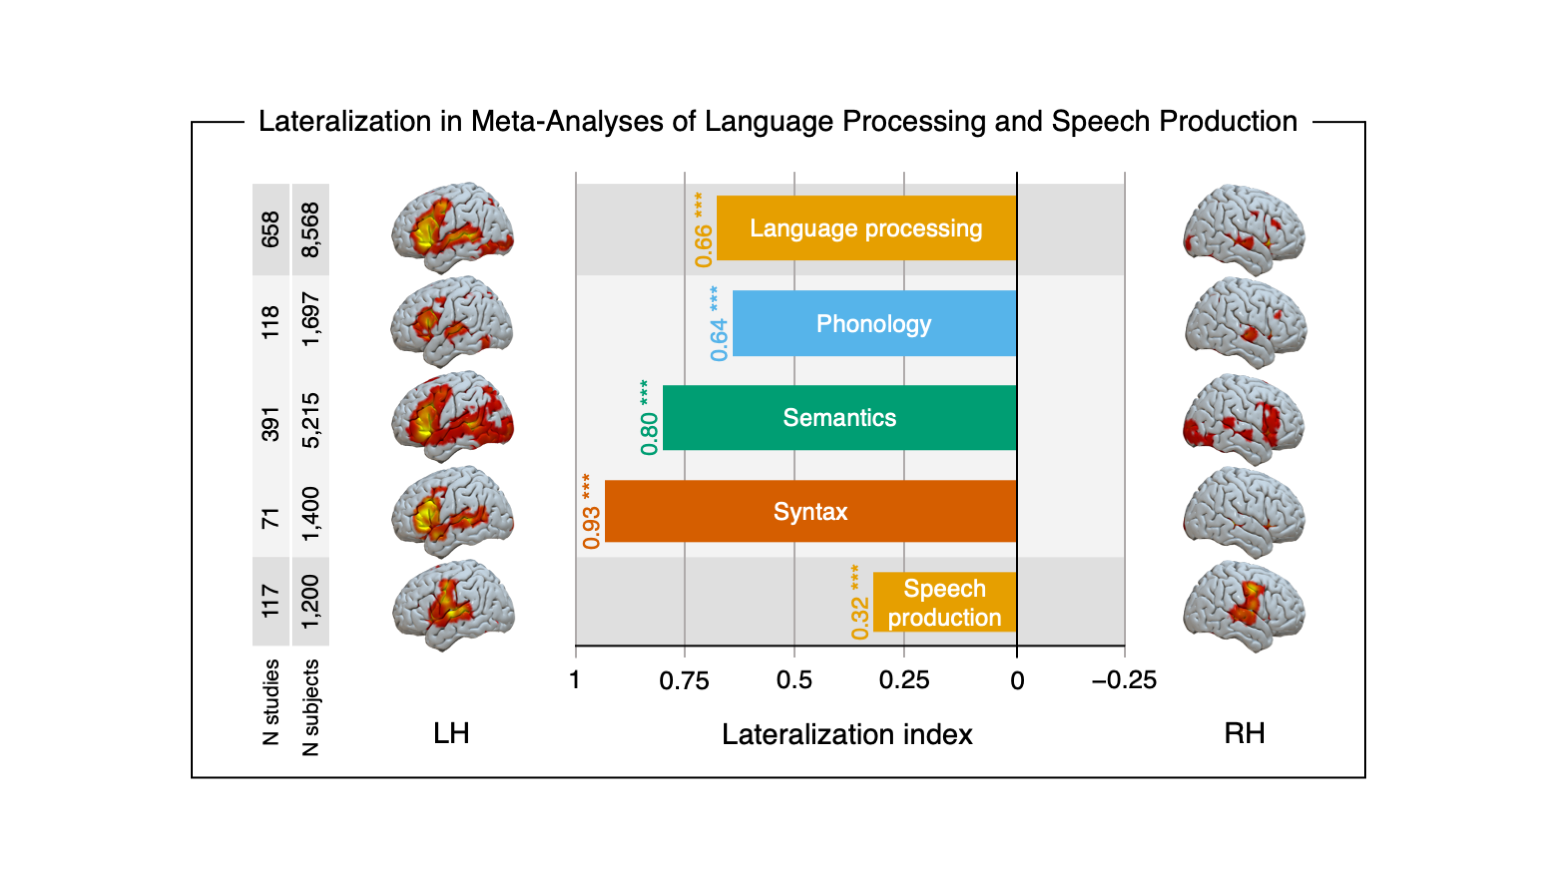 Lateralization in Meta-Analyses of Language Processing and Speech Production
658
8,568
0.66 ***
Language processing
118
1,697
0.64 ***
Phonology
391
5,215
0.80 ***
Semantics
71
1,400
0.93 ***
Syntax
117
1,200
0.32 ***
Speech
production
N studies
N subjects
1
0.75
0.5
0.25
0
−0.25
LH
Lateralization index
RH